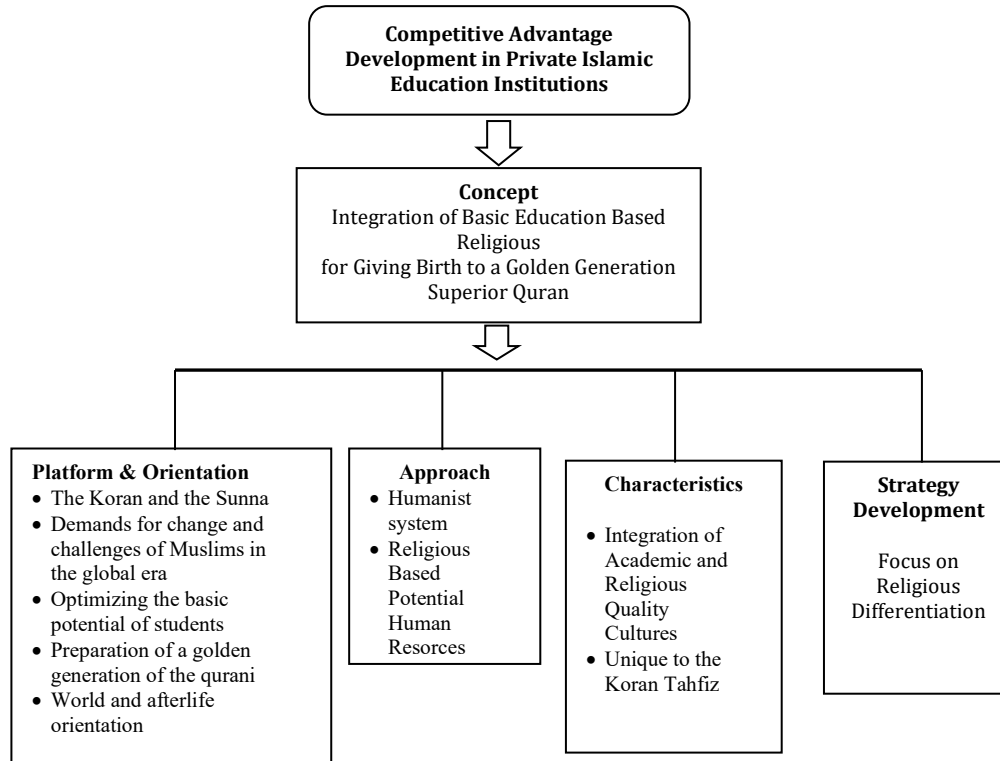 Competitive Advantage
Development in Private Islamic
Education Institutions
Concept
Integration of Basic Education Based
Religious
for Giving Birth to a Golden Generation
Superior Quran
Platform & Orientation
• The Koran and the Sunna
• Demands for change and
challenges of Muslims in
the global era
• Optimizing the basic
potential of students
• Preparation of a golden
generation of the qurani
• World and afterlife
orientation
Approach
• Humanist
system
• Religious
Based
Potential
Human
Resorces
Characteristics
• Integration of
Academic and
Religious
Quality
Cultures
• Unique to the
Koran Tahfiz
Strategy
Development
Focus on
Religious
Differentiation